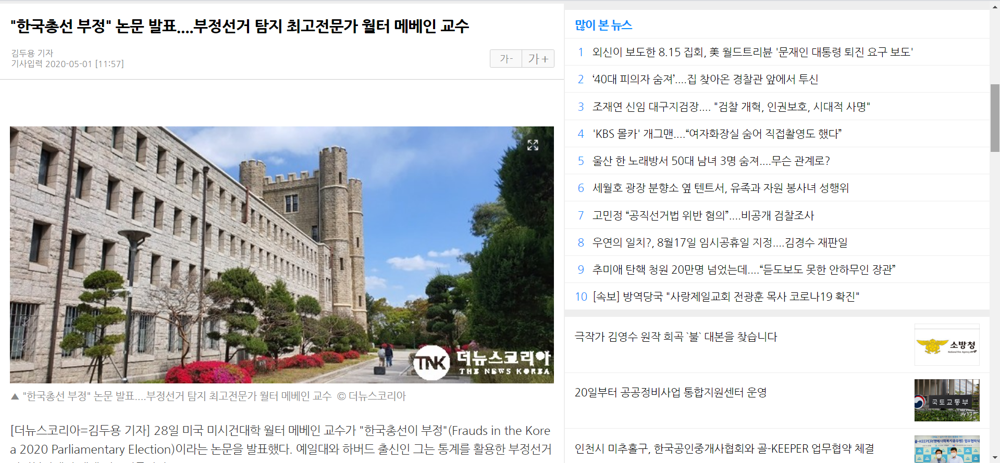 "한국총선 부정" 논문 발표....부정선거 탐지 최고전문가 월터 메베인 교수
김두용 기자
기사입력 2020-05-01 [11:57]
가-
가+
TNK 더뉴스코리아
THE NEWS KOREA
▲ "한국총선 부정" 논문 발표....부정선거 탐지 최고전문가 월터 메베인 교수 © 더뉴스코리아
[더뉴스코리아=김두용 기자] 28일 미국 미시건대학 월터 메베인 교수가 "한국총선이 부정"(Frauds in the Kore
a 2020 Parliamentary Election)이라는 논문을 발표했다. 예일대와 하버드 출신인 그는 통계를 활용한 부정선거
많이 본 뉴스
1 외신이 보도한 8.15 집회, 美 월드트리뷴 '문재인 대통령 퇴진 요구 보도'
2 ‘40대 피의자 숨져’....집 찾아온 경찰관 앞에서 투신
3 조재연 신임 대구지검장.... "검찰 개혁, 인권보호, 시대적 사명"
4 'KBS 몰카' 개그맨....“여자화장실 숨어 직접촬영도 했다”
5 울산 한 노래방서 50대 남녀 3명 숨져....무슨 관계로?
6 세월호 광장 분향소 옆 텐트서, 유족과 자원 봉사녀 성행위
7 고민정 “공직선거법 위반 혐의”....비공개 검찰조사
8 우연의 일치?, 8월17일 임시공휴일 지정....김경수 재판일
9 추미애 탄핵 청원 20만명 넘었는데....“듣도보도 못한 안하무인 장관”
10 [속보] 방역당국 "사랑제일교회 전광훈 목사 코로나19 확진"
극작가 김영수 원작 희곡 `불` 대본을 찾습니다
소방청
National Fire Agency
20일부터 공공정비사업 통합지원센터 운영
국토교통부
인천시 미추홀구, 한국공인중개사협회와 골-KEEPER 업무협약 체결